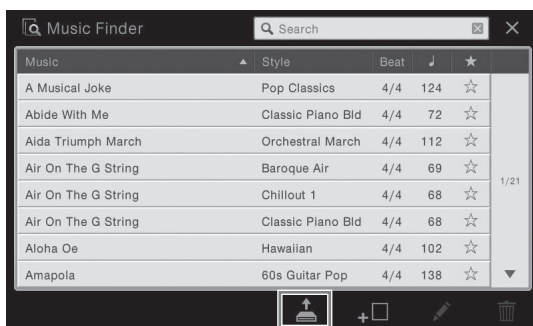 Music Finder Search
Music Style Beat ♩ ★
A Musical Joke Pop Classics 4/4 124 ☆
Abide With Me Classic Piano Bld 4/4 72 ☆
Aida Triumph March Orchestral March 4/4 112 ☆
Air On The G String Baroque Air 4/4 69 ☆
Air On The G String Chillout 1 4/4 68 ☆
Air On The G String Classic Piano Bld 4/4 68 ☆
Aloha Oe Hawaiian 4/4 102 ☆
Amapola 60s Guitar Pop 4/4 138 ☆
1/21